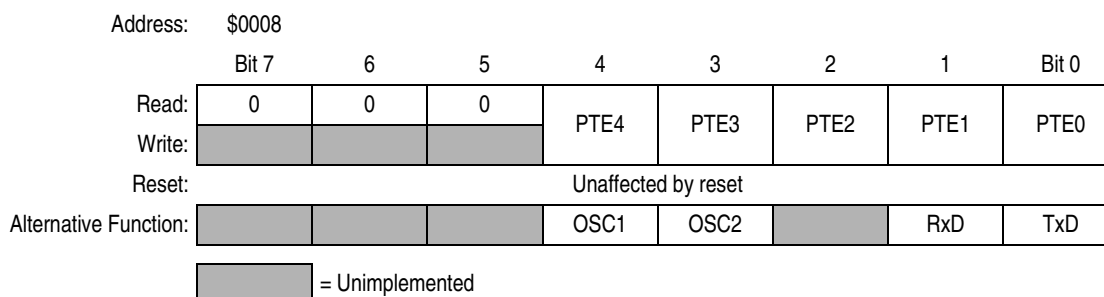 Address: $0008
Bit 7 6 5 4 3 2 1 Bit 0
Read: 0 0 0 PTE4 PTE3 PTE2 PTE1 PTE0
Write:
Reset: Unaffected by reset
Alternative Function: OSC1 OSC2 RxD TxD
= Unimplemented